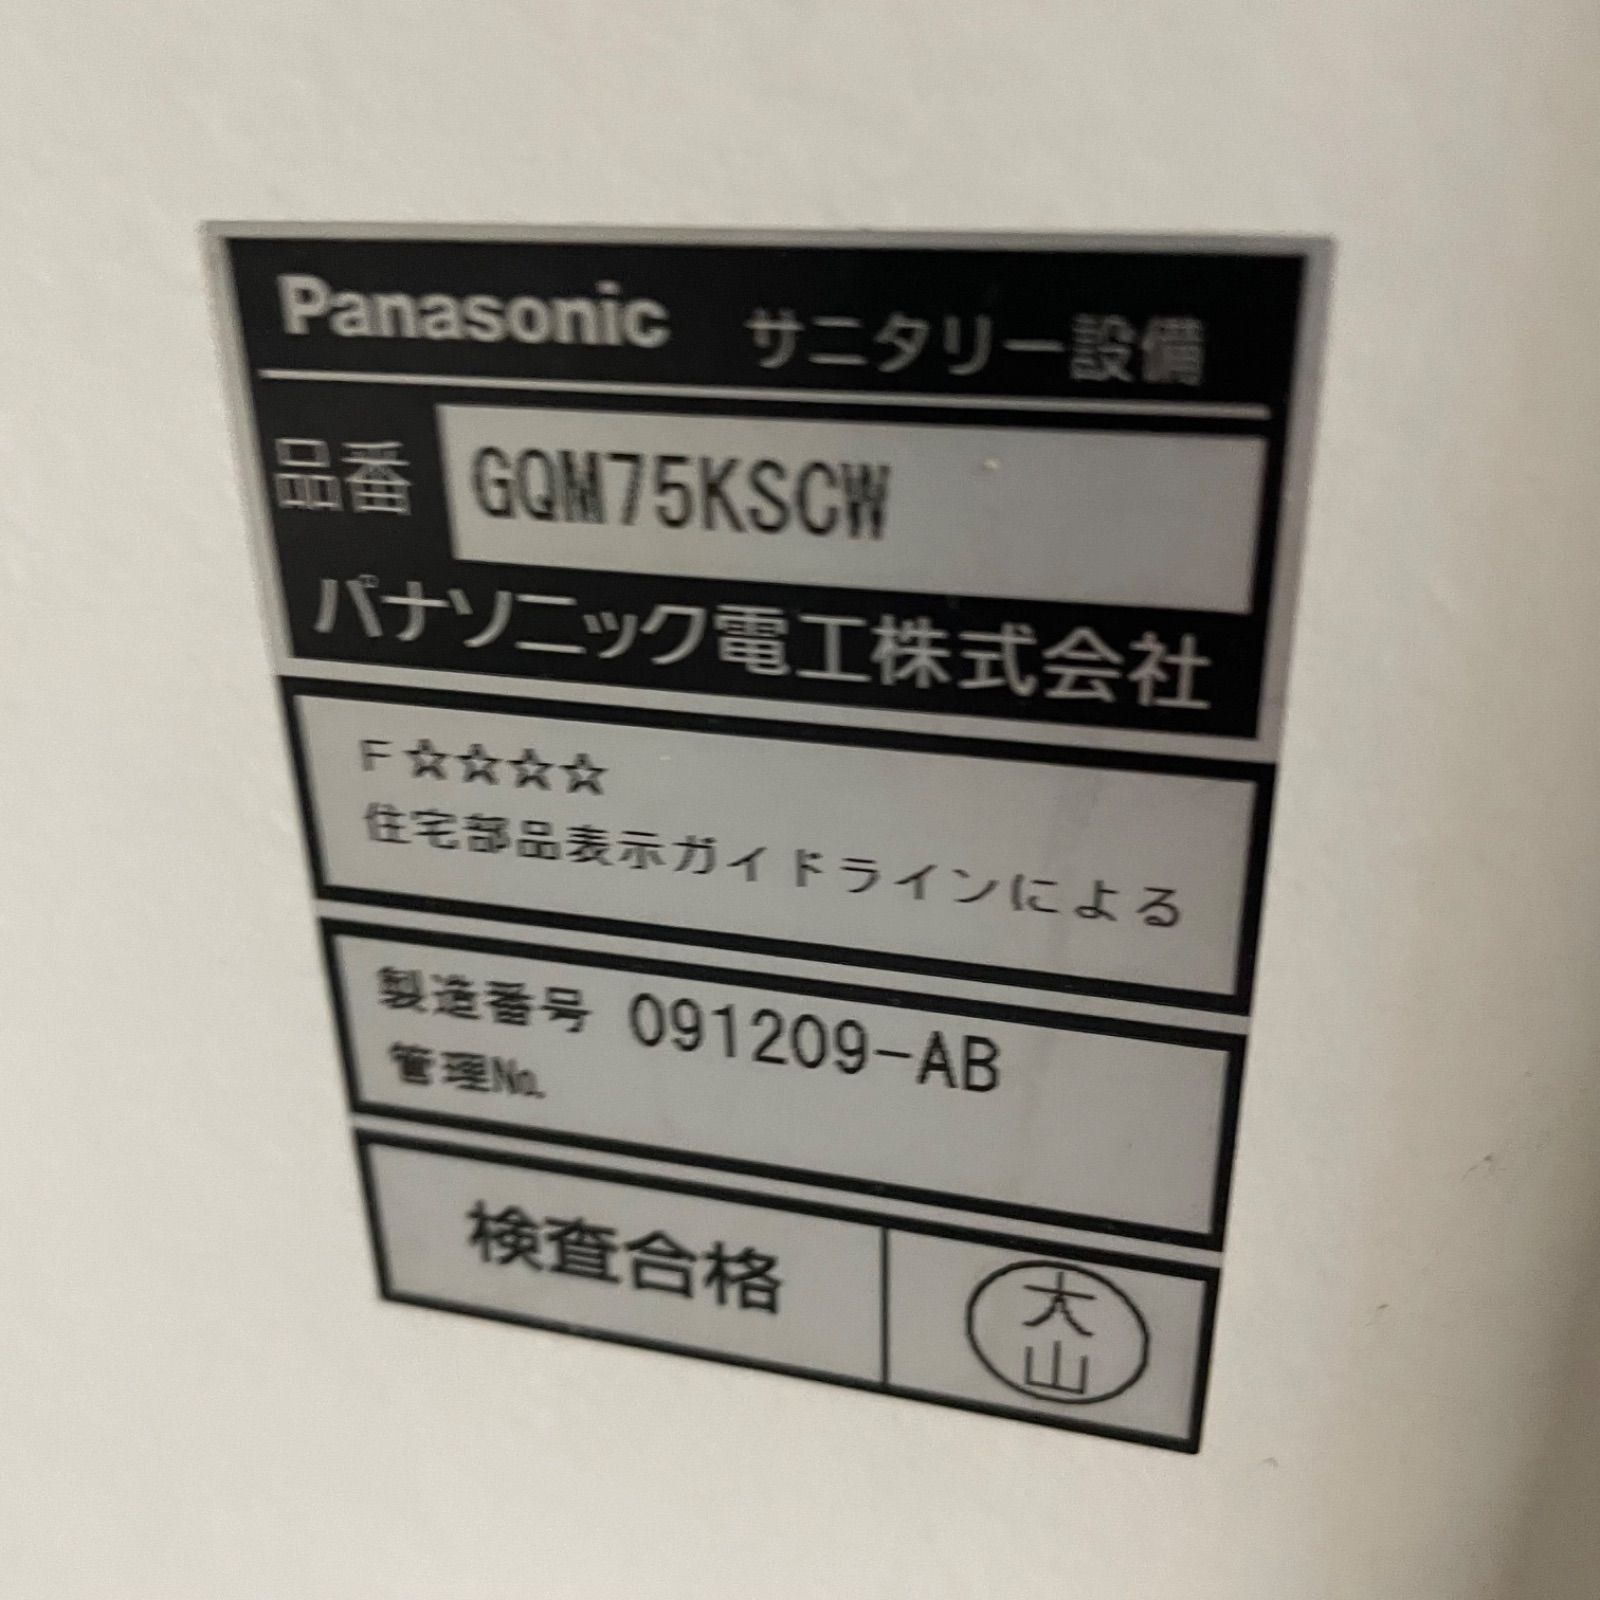 Panasonic サニタリー設備
品番 GQM75KSCW
パナソニック電工株式会社
F☆☆☆☆
住宅部品表示ガイドラインによる
製造番号 091209-AB
管理No.
検査合格
大山